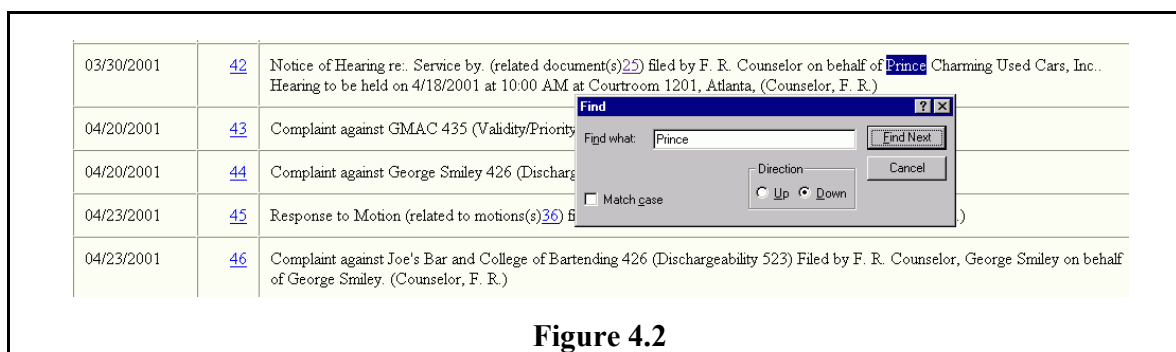 03/30/2001 42 Notice of Hearing re:. Service by. (related document(s)25) filed by F. R. Counselor on behalf of Prince Charming Used Cars, Inc..
Hearing to be held on 4/18/2001 at 10:00 AM at Courtroom 1201, Atlanta, (Counselor, F. R.)
Find
Find what: Prince Find Next
Direction Cancel
Up Down
Match case
04/20/2001 43 Complaint against GMAC 435 (Validity/Priority
04/20/2001 44 Complaint against George Smiley 426 (Discharg
04/23/2001 45 Response to Motion (related to motions(s)36) fi .)
04/23/2001 46 Complaint against Joe's Bar and College of Bartending 426 (Dischargeability 523) Filed by F. R. Counselor, George Smiley on behalf
of George Smiley. (Counselor, F. R.)
Figure 4.2